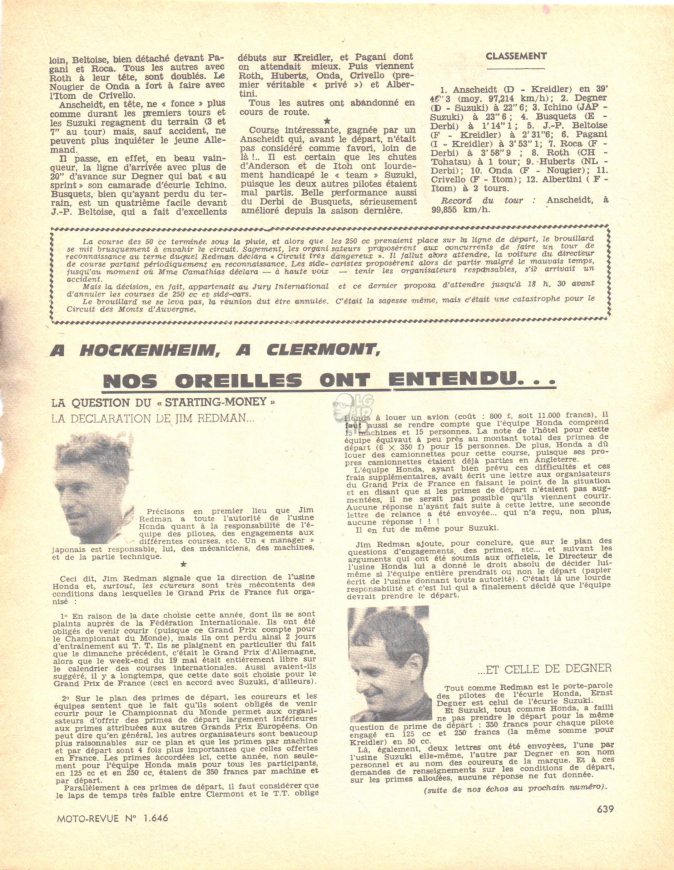 loin, Beltoise, bien détaché devant Pa-
gani et Roca. Tous les autres avec
Roth à leur tête, sont doublés. Le
Nougier de Onda a fort à faire avec
l'Itom de Crivello.
Anscheidt, en tête, ne « fonce » plus
comme durant les premiers tours et
les Suzuki regagnent du terrain (3 et
7" au tour) mais, sauf accident, ne
peuvent plus inquiéter le jeune Alle-
mand.
Il passe, en effet, en beau vain-
queur, la ligne d'arrivée avec plus de
20" d'avance sur Degner qui bat « au
sprint » son camarade d'écurie Ichino.
Busquets, bien qu'ayant perdu du ter-
rain, est un quatrième facile devant
J.-P. Beltoise, qui a fait d'excellents
débuts sur Kreidler, et Pagani dont
on attendait mieux. Puis viennent
Roth, Huberts, Onda, Crivello (pre-
mier véritable « privé ») et Alber-
tini.
Tous les autres ont abandonné en
cours de route.
★
Course intéressante, gagnée par un
Anscheidt qui, avant le départ, n'était
pas considéré comme favori, loin de
là !.. Il est certain que les chutes
d'Anderson et de Itoh ont lourde-
ment handicapé le « team » Suzuki,
puisque les deux autres pilotes étaient
mal partis. Belle performance aussi
du Derbi de Busquets, sérieusement
amélioré depuis la saison dernière.
CLASSEMENT
1. Anscheidt (D - Kreidler) en 39'
46"3 (moy. 97,214 km/h); 2. Degner
(D - Suzuki) à 22"6; 3. Ichino (JAP -
Suzuki) à 23"6; 4. Busquets (E -
Derbi) à 1'14"1; 5. J.-P. Beltoise
(F - Kreidler) à 2'31"6; 6. Pagani
(I - Kreidler) à 3'53"1; 7. Roca (F -
Derbi) à 3'58"9 ; 8. Roth (CH -
Tohatsu) à 1 tour; 9. Huberts (NL -
Derbi); 10. Onda (F - Nougier); 11.
Crivello (F - Itom); 12. Albertini (F -
Itom) à 2 tours.
Record du tour : Anscheidt, à
99,855 km/h.
La course des 50 cc terminée sous la pluie, et alors que les 250 cc prenaient place sur la ligne de départ, le brouillard
se mit brusquement à envahir le circuit. Sagement, les organisateurs proposèrent aux concurrents de faire un tour de
reconnaissance au terme duquel Redman déclara « Circuit très dangereux ». Il fallut alors attendre, la voiture du directeur
de course partant périodiquement en reconnaissance. Les side-caristes proposèrent alors de partir malgré le mauvais temps,
jusqu'au moment où Mme Camathias déclara — à haute voix — tenir les organisateurs responsables, s'il arrivait un
accident.
Mais la décision, en fait, appartenait au Jury International et ce dernier proposa d'attendre jusqu'à 18 h. 30 avant
d'annuler les courses de 250 cc et side-cars.
Le brouillard ne se leva pas, la réunion dut être annulée. C'était la sagesse même, mais c'était une catastrophe pour le
Circuit des Monts d'Auvergne.
A HOCKENHEIM, A CLERMONT,
NOS OREILLES ONT ENTENDU...
LA QUESTION DU « STARTING-MONEY »
LA DECLARATION DE JIM REDMAN...
Précisons en premier lieu que Jim
Redman a toute l'autorité de l'usine
Honda quant à la responsabilité de l'é-
quipe des pilotes, des engagements aux
différentes courses, etc. Un « manager »
japonais est responsable, lui, des mécaniciens, des machines,
et de la partie technique.
★
Ceci dit, Jim Redman signale que la direction de l'usine
Honda et, surtout, les coureurs sont très mécontents des
conditions dans lesquelles le Grand Prix de France fut orga-
nisé :
1° En raison de la date choisie cette année, dont ils se sont
plaints auprès de la Fédération Internationale. Ils ont été
obligés de venir courir (puisque ce Grand Prix compte pour
le Championnat du Monde), mais ils ont perdu ainsi 2 jours
d'entraînement au T. T. Ils se plaignent en particulier du fait
que le dimanche précédent, c'était le Grand Prix d'Allemagne,
alors que le week-end du 19 mai était entièrement libre sur
le calendrier des courses internationales. Aussi avaient-ils
suggéré, il y a longtemps, que cette date soit choisie pour le
Grand Prix de France (ceci en accord avec Suzuki, d'ailleurs).
2° Sur le plan des primes de départ, les coureurs et les
équipes sentent que le fait qu'ils soient obligés de venir
courir pour le Championnat du Monde permet aux organi-
sateurs d'offrir des primes de départ largement inférieures
aux primes attribuées aux autres Grands Prix Européens. On
peut dire qu'en général, les autres organisateurs sont beaucoup
plus raisonnables sur ce plan et que les primes par machine
et par départ sont 4 fois plus importantes que celles offertes
en France. Les primes accordées ici, cette année, non seule-
ment pour l'équipe Honda mais pour tous les participants,
en 125 cc et en 250 cc, étaient de 350 francs par machine et
par départ.
Parallèlement à ces primes de départ, il faut considérer que
le laps de temps très faible entre Clermont et le T.T. oblige
Honda à louer un avion (coût : 800 £, soit 11.000 francs), il
faut aussi se rendre compte que l'équipe Honda comprend
machines et 15 personnes. La note de l'hôtel pour cette
équipe équivaut à peu près au montant total des primes de
départ (6 × 350 f) pour 15 personnes. De plus, Honda a dû
louer des camionnettes pour cette course, puisque ses pro-
pres camionnettes étaient déjà parties en Angleterre.
L'équipe Honda, ayant bien prévu ces difficultés et ces
frais supplémentaires, avait écrit une lettre aux organisateurs
du Grand Prix de France en faisant le point de la situation
et en disant que si les primes de départ n'étaient pas aug-
mentées, il ne serait pas possible qu'ils viennent courir.
Aucune réponse n'ayant fait suite à cette lettre, une seconde
lettre de relance a été envoyée... qui n'a reçu, non plus,
aucune réponse ! ! !
Il en fut de même pour Suzuki.
Jim Redman ajoute, pour conclure, que sur le plan des
questions d'engagements, des primes, etc... et suivant les
arguments qui ont été soumis aux officiels, le Directeur de
l'usine Honda lui a donné le droit absolu de décider lui-
même si l'équipe entière prendrait ou non le départ (papier
écrit de l'usine donnant toute autorité). C'était là une lourde
responsabilité et c'est lui qui a finalement décidé que l'équipe
devrait prendre le départ.
...ET CELLE DE DEGNER
Tout comme Redman est le porte-parole
des pilotes de l'écurie Honda, Ernst
Degner est celui de l'écurie Suzuki.
Et Suzuki, tout comme Honda, a failli
ne pas prendre le départ pour la même
question de prime de départ : 350 francs pour chaque pilote
engagé en 125 cc et 250 francs (la même somme pour
Kreidler) en 50 cc.
Là, également, deux lettres ont été envoyées, l'une par
l'usine Suzuki elle-même, l'autre par Degner en son nom
personnel et au nom des coureurs de la marque. Et à ces
demandes de renseignements sur les conditions de départ,
sur les primes allouées, aucune réponse ne fut donnée.
(suite de nos échos au prochain numéro).
MOTO-REVUE N° 1.646
639